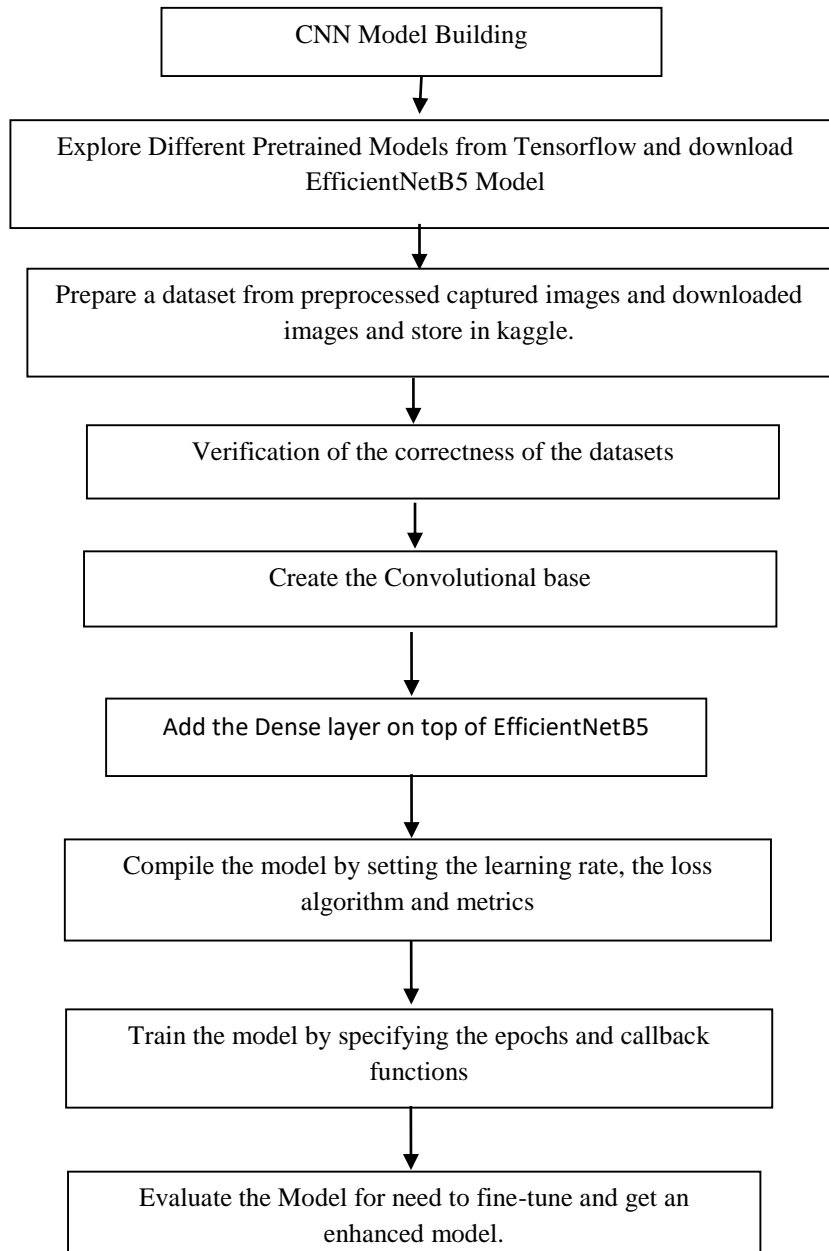 CNN Model Building
Explore Different Pretrained Models from Tensorflow and download
EfficientNetB5 Model
Prepare a dataset from preprocessed captured images and downloaded
images and store in kaggle.
Verification of the correctness of the datasets
Create the Convolutional base
Add the Dense layer on top of EfficientNetB5
Compile the model by setting the learning rate, the loss
algorithm and metrics
Train the model by specifying the epochs and callback
functions
Evaluate the Model for need to fine-tune and get an
enhanced model.